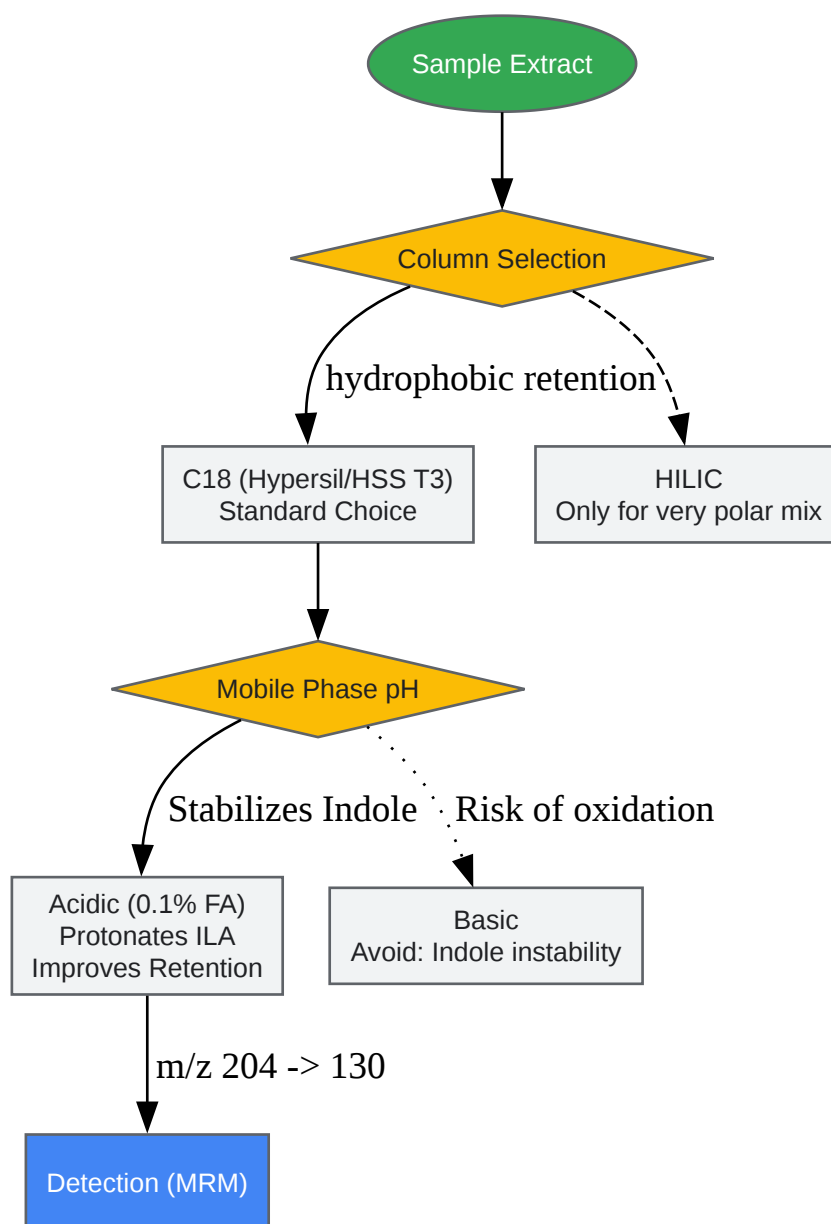 Sample Extract
Column Selection
hydrophobic retention
C18 (Hypersil/HSS T3)
Standard Choice
HILIC
Only for very polar mix
Mobile Phase pH
Stabilizes Indole
Risk of oxidation
Acidic (0.1% FA)
Protonates ILA
Improves Retention
Basic
Avoid: Indole instability
m/z 204 -> 130
Detection (MRM)